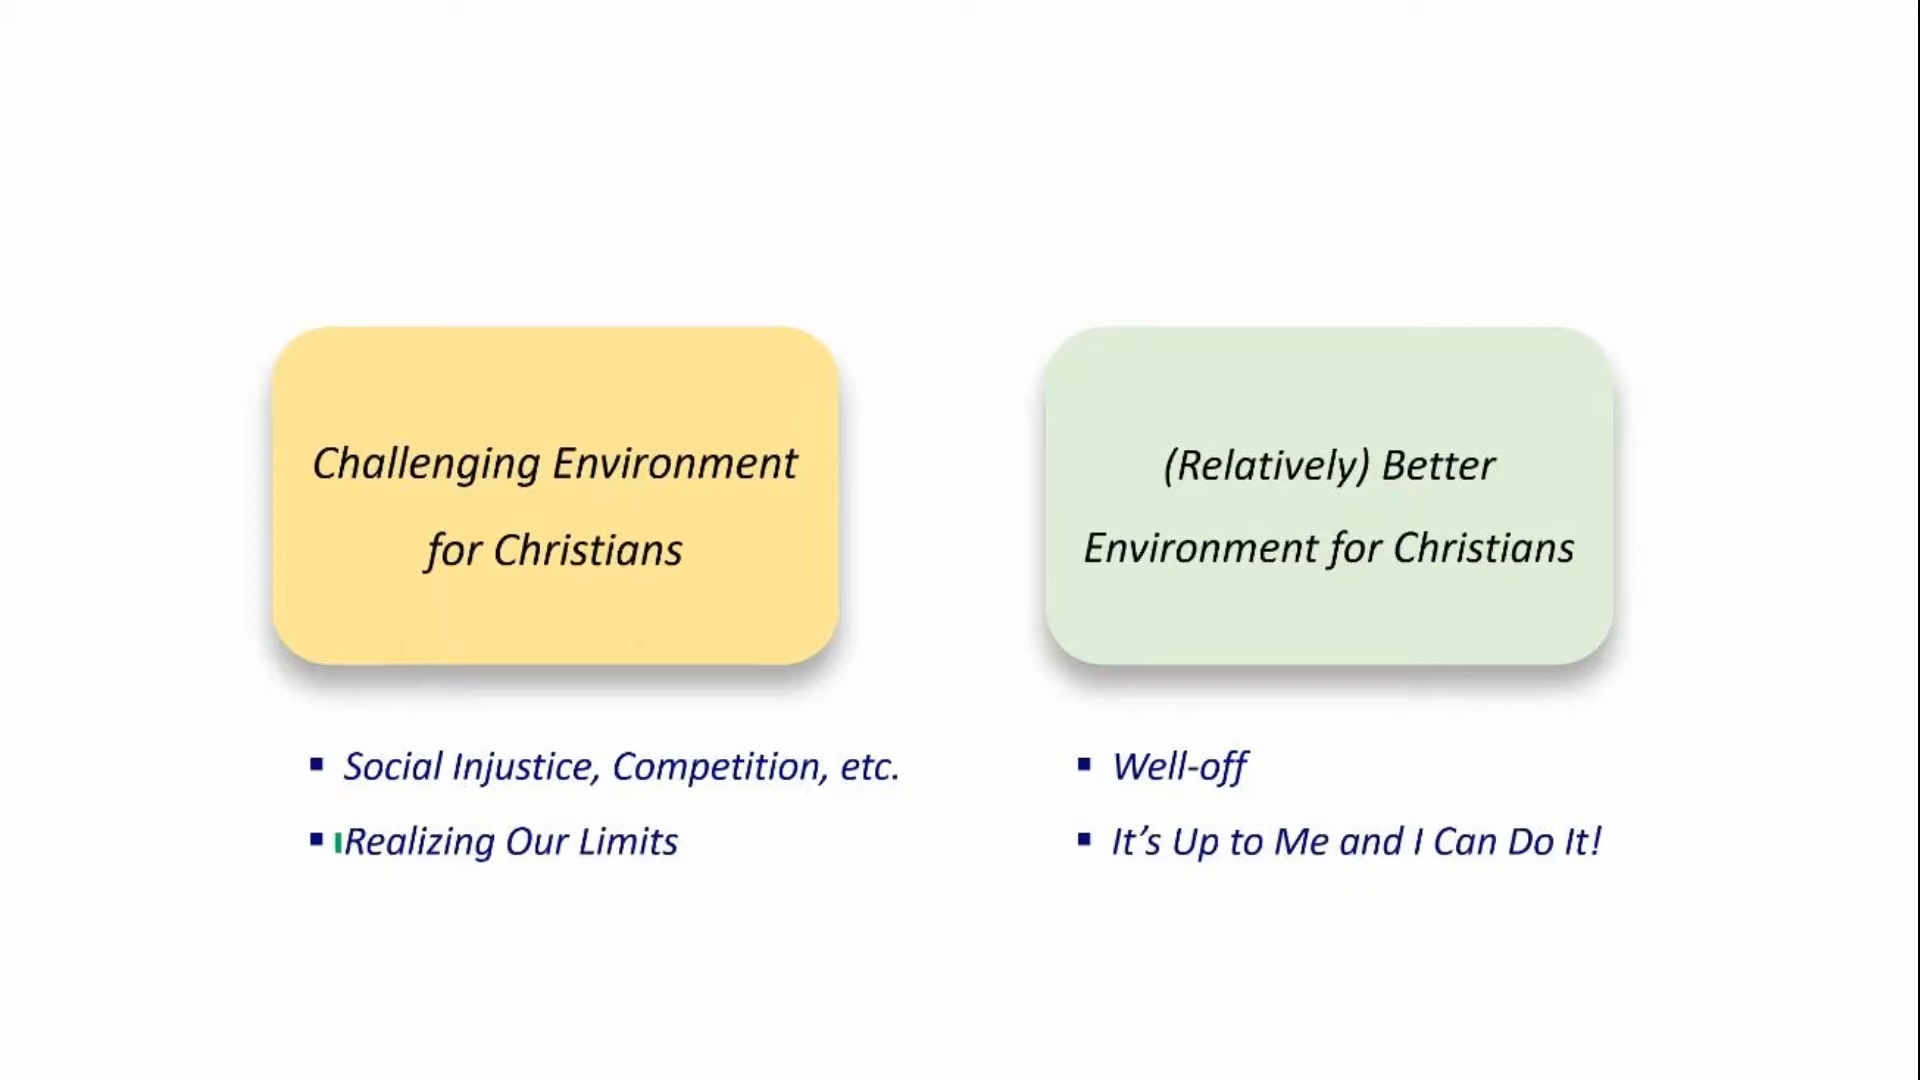 Challenging Environment
for Christians
▪ Social Injustice, Competition, etc.
▪ Realizing Our Limits
(Relatively) Better
Environment for Christians
▪ Well-off
▪ It’s Up to Me and I Can Do It!